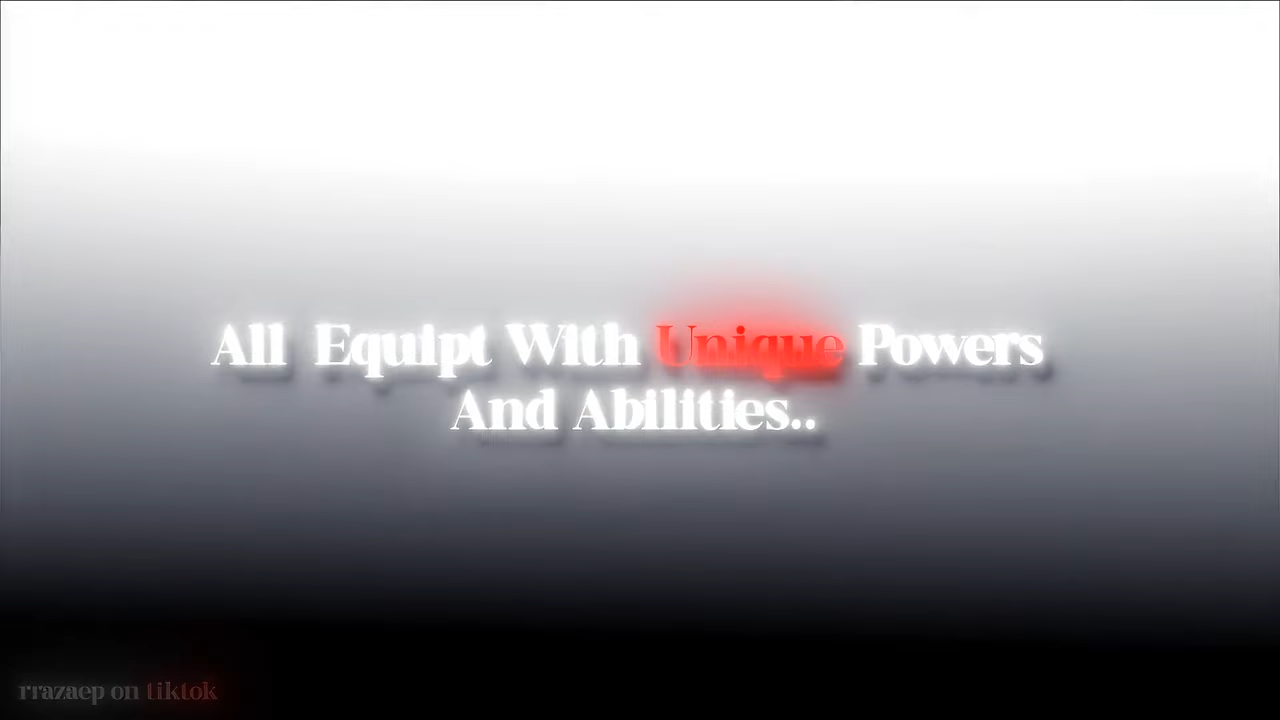 All Equipt With Unique Powers
And Abilities..
rrazaep on tiktok